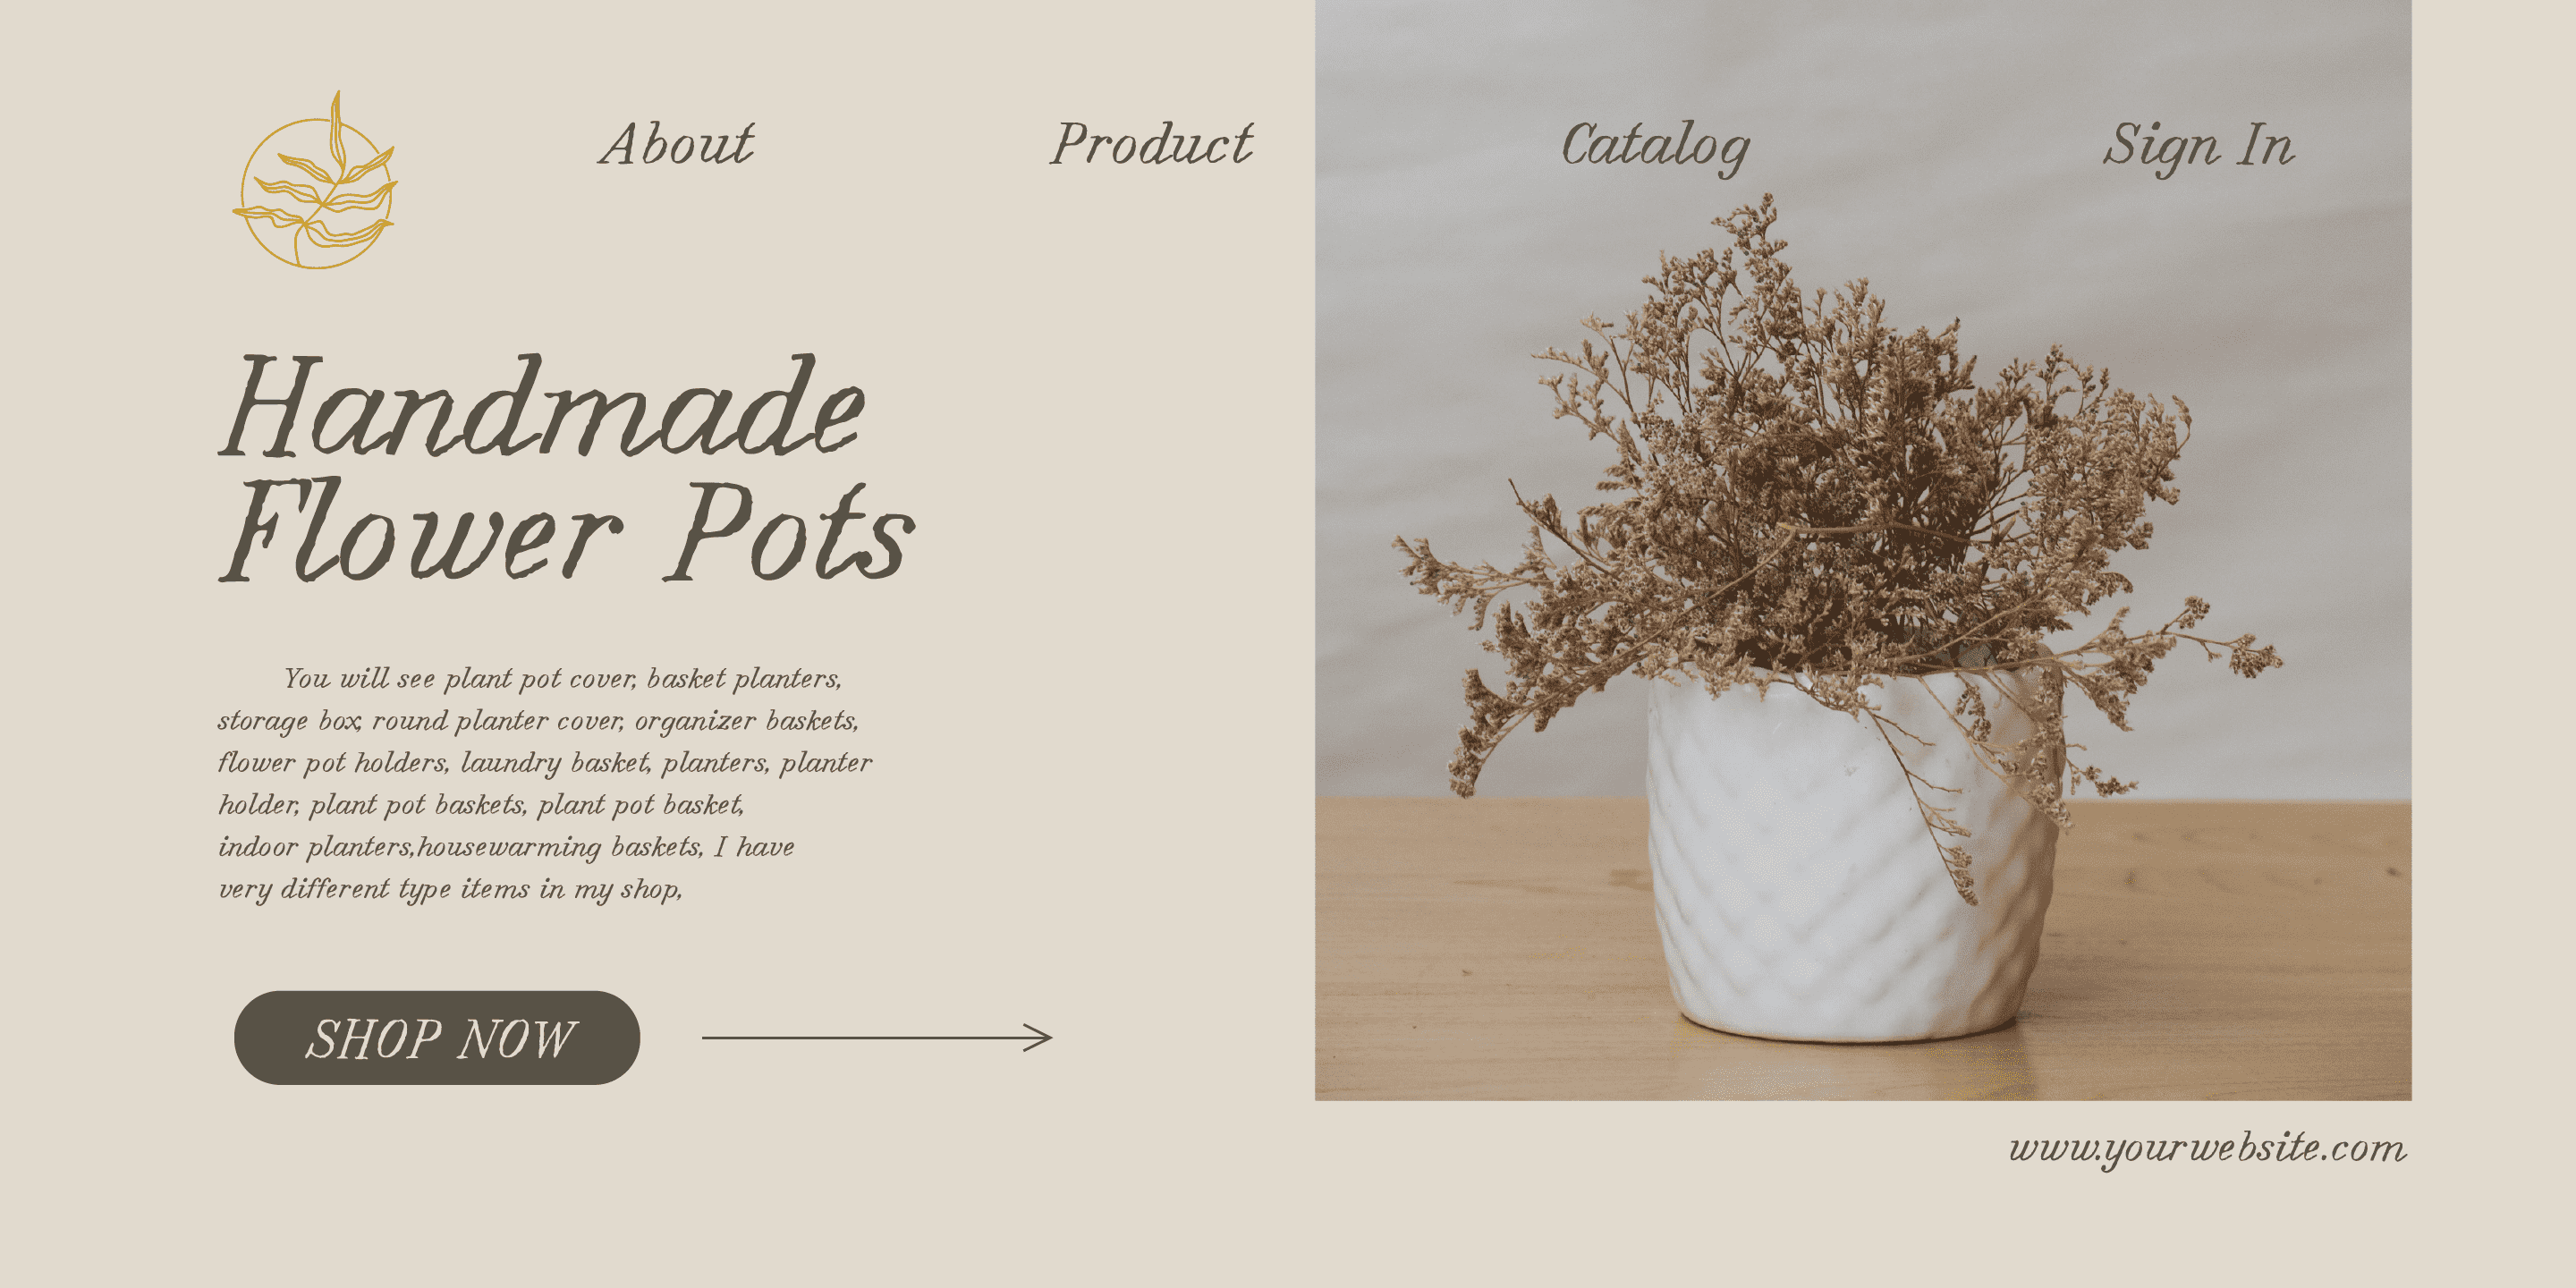 About Product Catalog Sign In
Handmade
Flower Pots
You will see plant pot cover, basket planters,
storage box, round planter cover, organizer baskets,
flower pot holders, laundry basket, planters, planter
holder, plant pot baskets, plant pot basket,
indoor planters,housewarming baskets, I have
very different type items in my shop,
SHOP NOW
www.yourwebsite.com